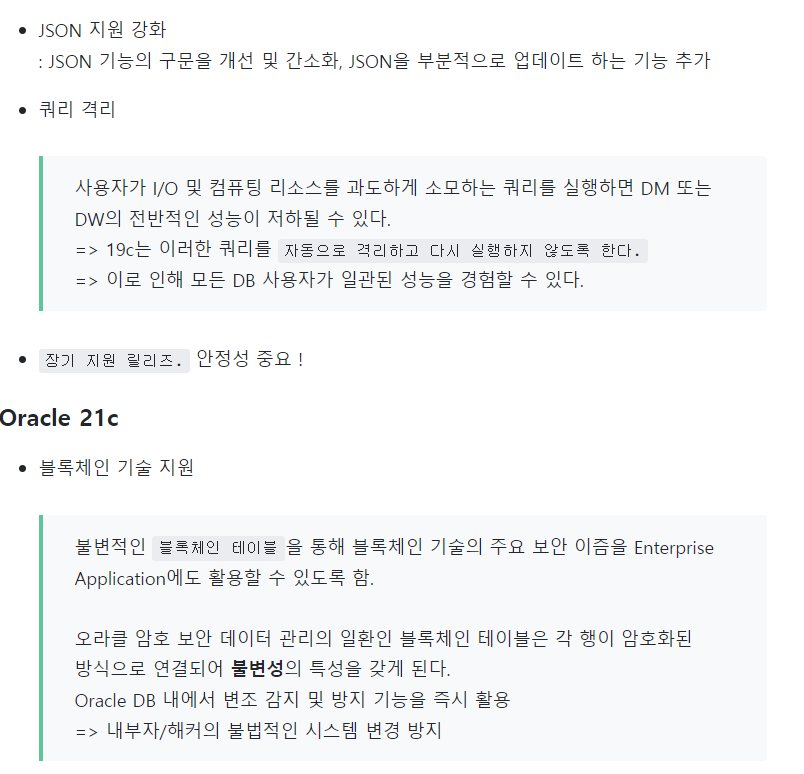 JSON 지원 강화
: JSON 기능의 구문을 개선 및 간소화, JSON을 부분적으로 업데이트 하는 기능 추가
쿼리 격리
사용자가 I/O 및 컴퓨팅 리소스를 과도하게 소모하는 쿼리를 실행하면 DM 또는
DW의 전반적인 성능이 저하될 수 있다.
=> 19c는 이러한 쿼리를 자동으로 격리하고 다시 실행하지 않도록 한다.
=> 이로 인해 모든 DB 사용자가 일관된 성능을 경험할 수 있다.
장기 지원 릴리즈. 안정성 중요 !
Oracle 21c
블록체인 기술 지원
불변적인 블록체인 테이블을 통해 블록체인 기술의 주요 보안 이즘을 Enterprise
Application에도 활용할 수 있도록 함.
오라클 암호 보안 데이터 관리의 일환인 블록체인 테이블은 각 행이 암호화된
방식으로 연결되어 불변성의 특성을 갖게 된다.
Oracle DB 내에서 변조 감지 및 방지 기능을 즉시 활용
=> 내부자/해커의 불법적인 시스템 변경 방지